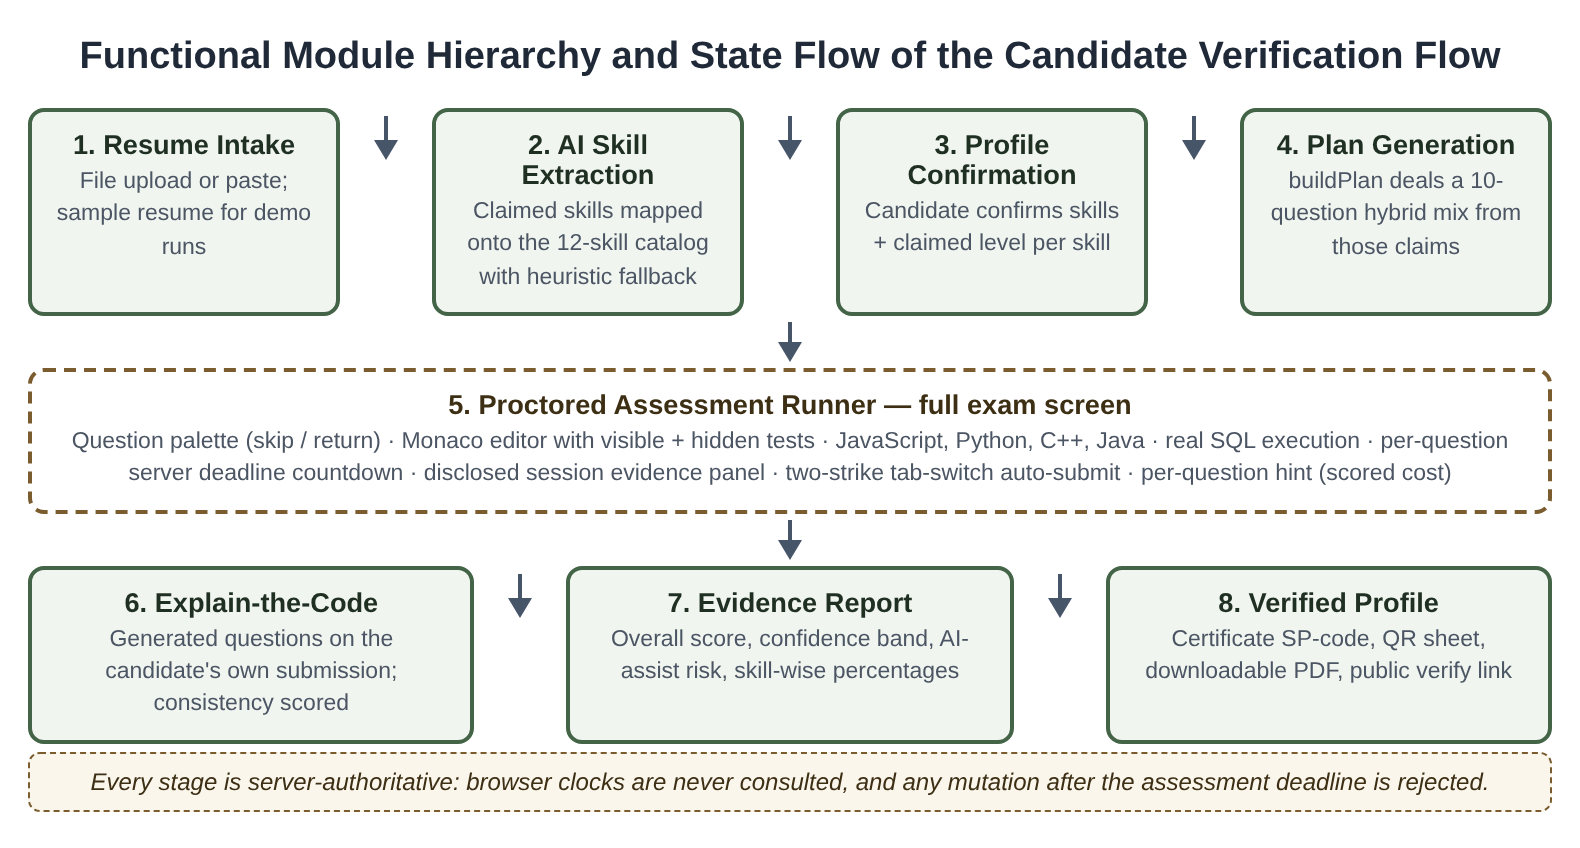 Functional Module Hierarchy and State Flow of the Candidate Verification Flow
1. Resume Intake
File upload or paste;
sample resume for demo
runs
2. AI Skill
Extraction
Claimed skills mapped
onto the 12-skill catalog
with heuristic fallback
3. Profile
Confirmation
Candidate confirms skills
+ claimed level per skill
4. Plan Generation
buildPlan deals a 10-
question hybrid mix from
those claims
5. Proctored Assessment Runner — full exam screen
Question palette (skip / return) · Monaco editor with visible + hidden tests · JavaScript, Python, C++, Java · real SQL execution · per-question
server deadline countdown · disclosed session evidence panel · two-strike tab-switch auto-submit · per-question hint (scored cost)
6. Explain-the-Code
Generated questions on the
candidate's own submission;
consistency scored
7. Evidence Report
Overall score, confidence band, AI-
assist risk, skill-wise percentages
8. Verified Profile
Certificate SP-code, QR sheet,
downloadable PDF, public verify link
Every stage is server-authoritative: browser clocks are never consulted, and any mutation after the assessment deadline is rejected.